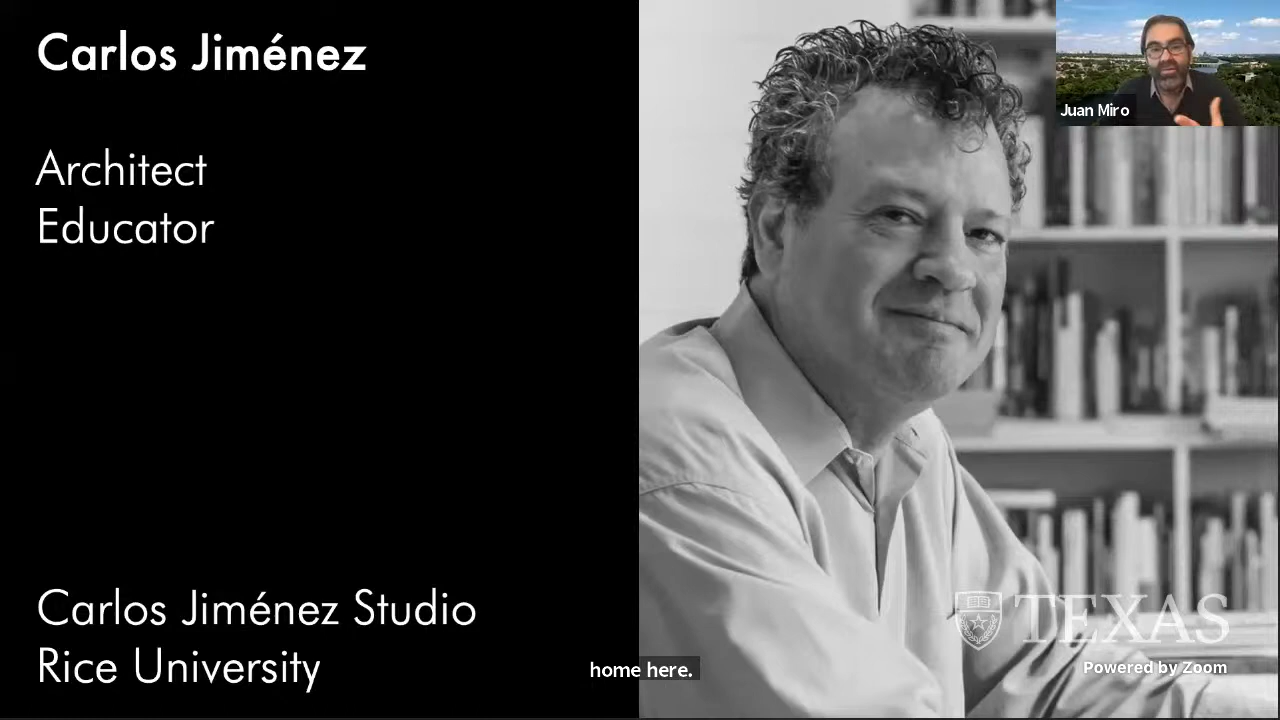 Carlos Jiménez
Architect
Educator
Carlos Jiménez Studio
Rice University
Juan Miro
TEXAS
Powered by Zoom
home here.